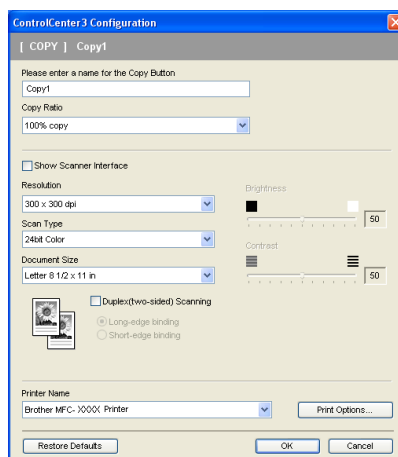 ControlCenter3 Configuration
[ COPY ] Copy1
Please enter a name for the Copy Button
Copy1
Copy Ratio
100% copy
Show Scanner Interface
Resolution
300 x 300 dpi
Scan Type
24bit Color
Document Size
Letter 8 1/2 x 11 in
Brightness
50
Contrast
50
Duplex(two-sided) Scanning
Long-edge binding
Short-edge binding
Printer Name
Brother MFC- XXXX Printer
Print Options...
Restore Defaults
OK
Cancel